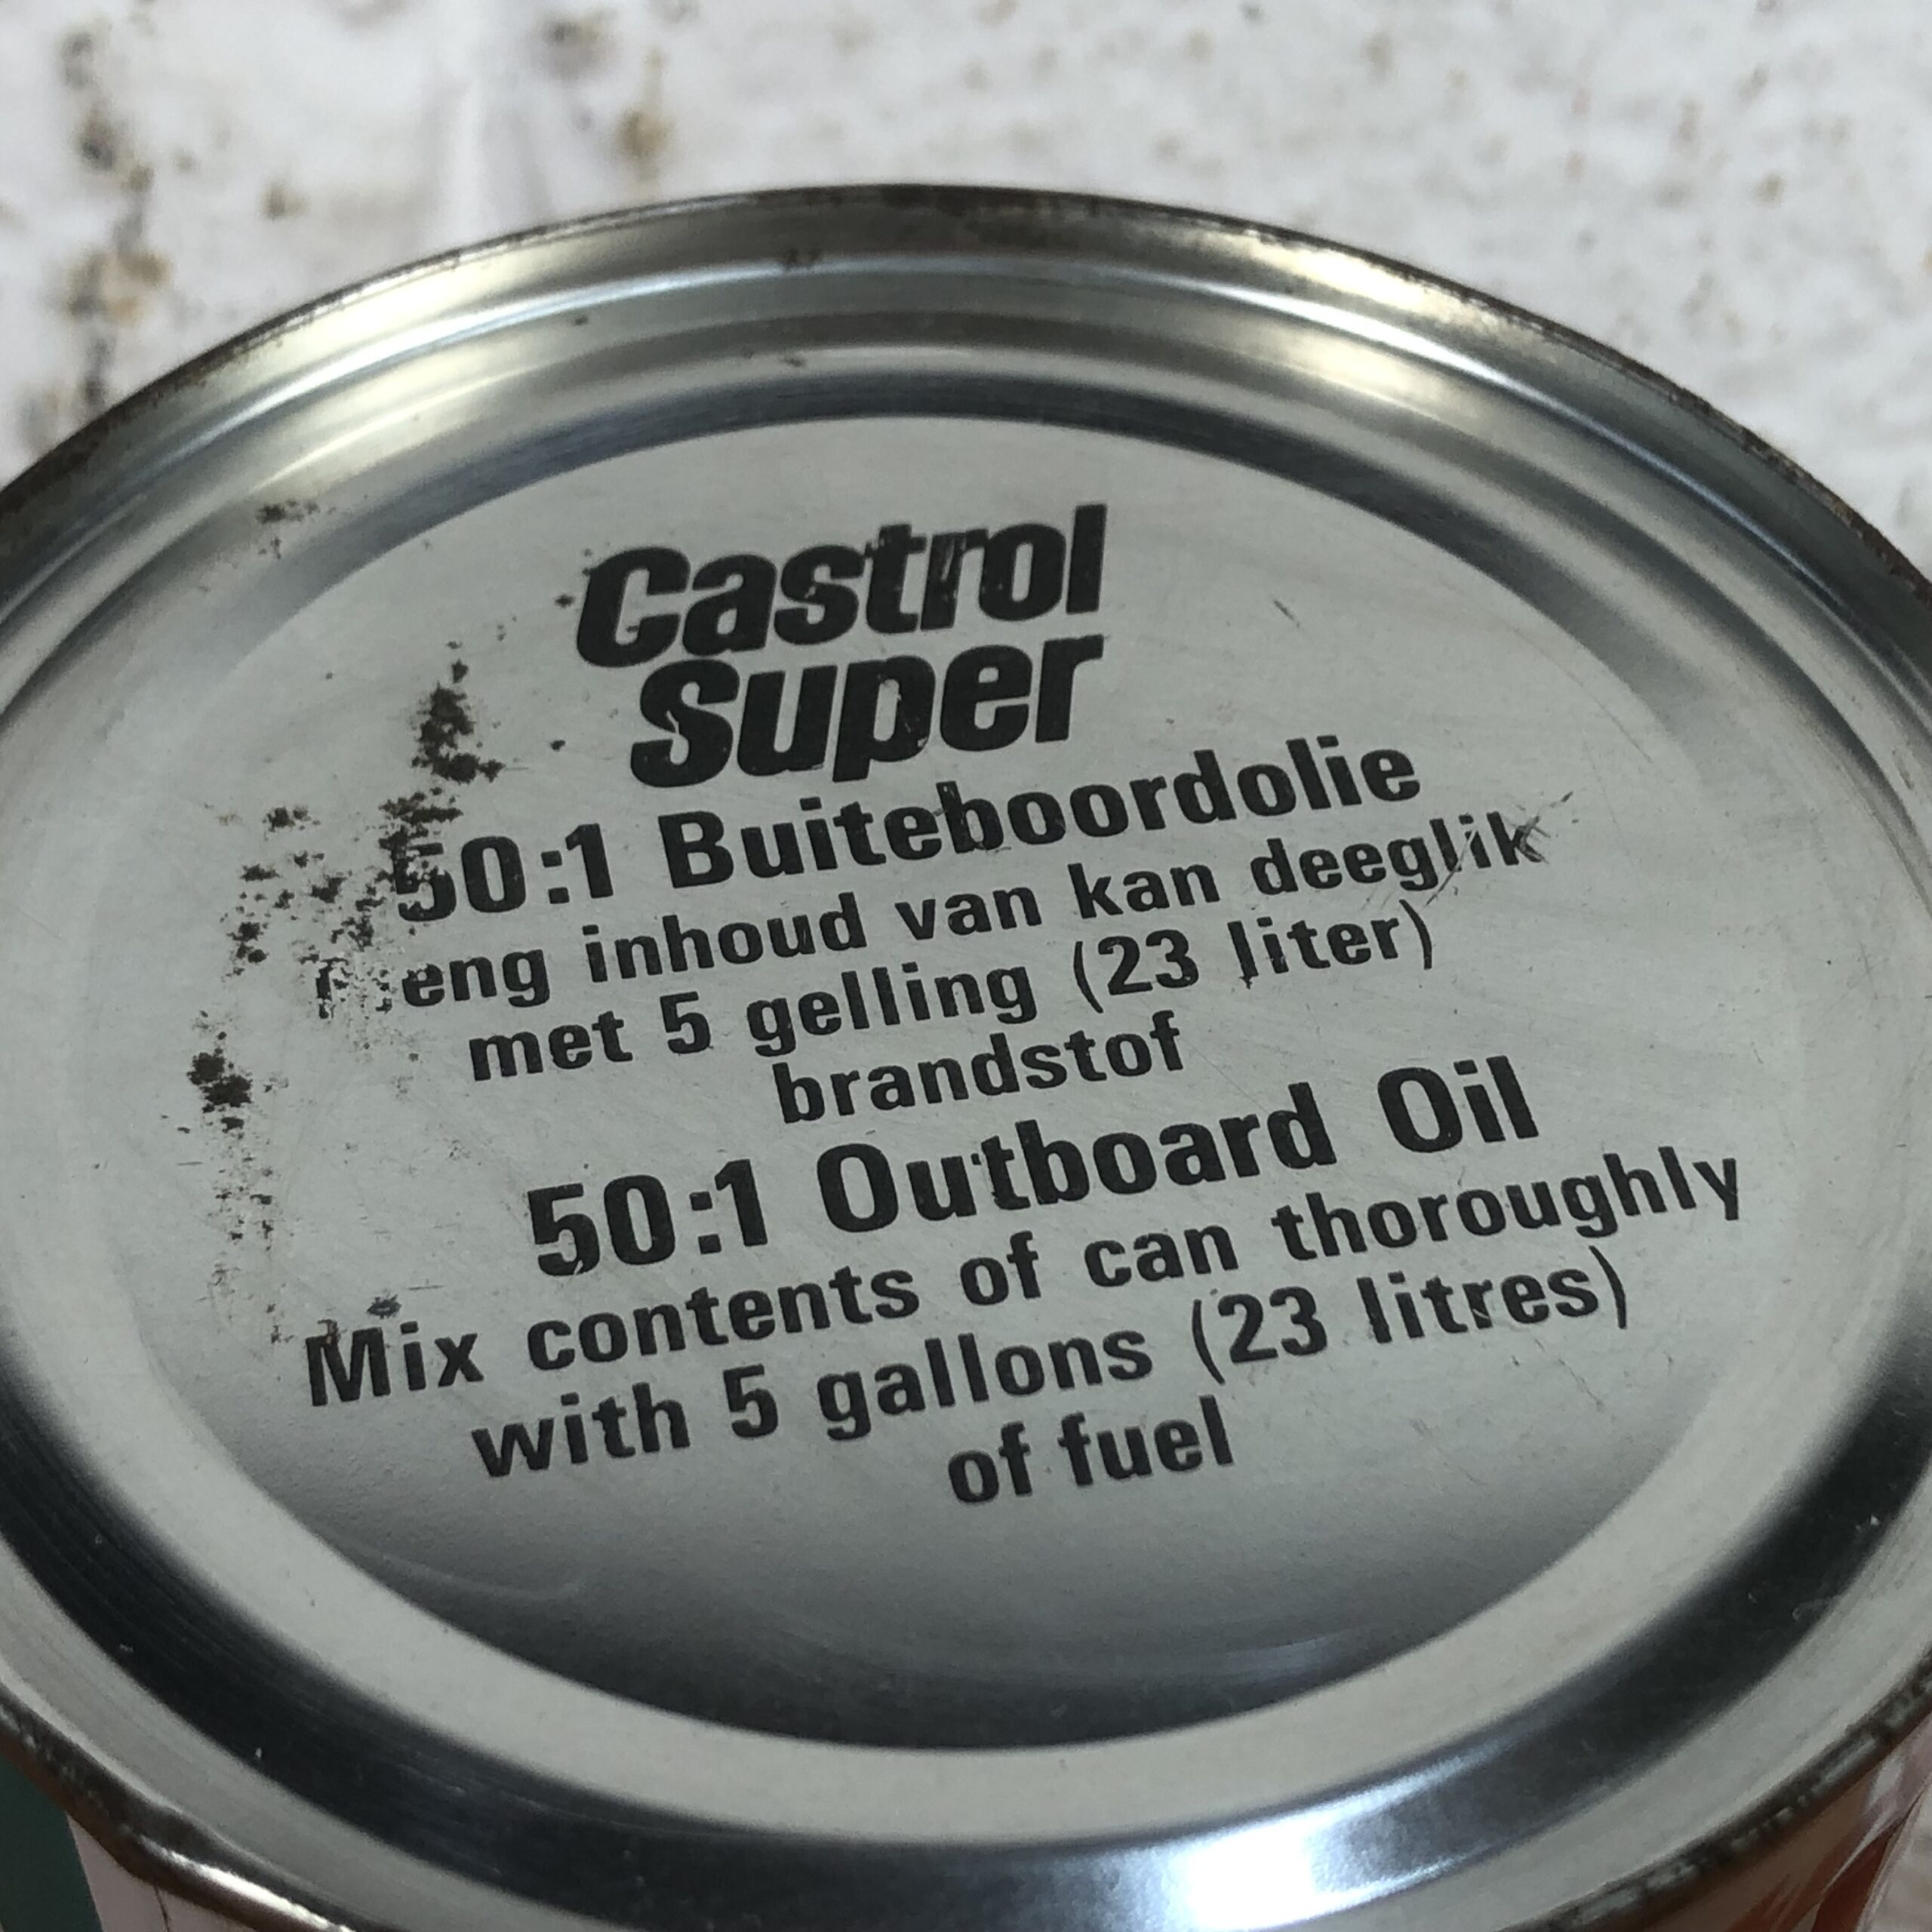 Castrol
Super
50:1 Buiteboordolie
Meng inhoud van kan deeglik
met 5 gelling (23 liter)
brandstof
50:1 Outboard Oil
Mix contents of can thoroughly
with 5 gallons (23 litres)
of fuel